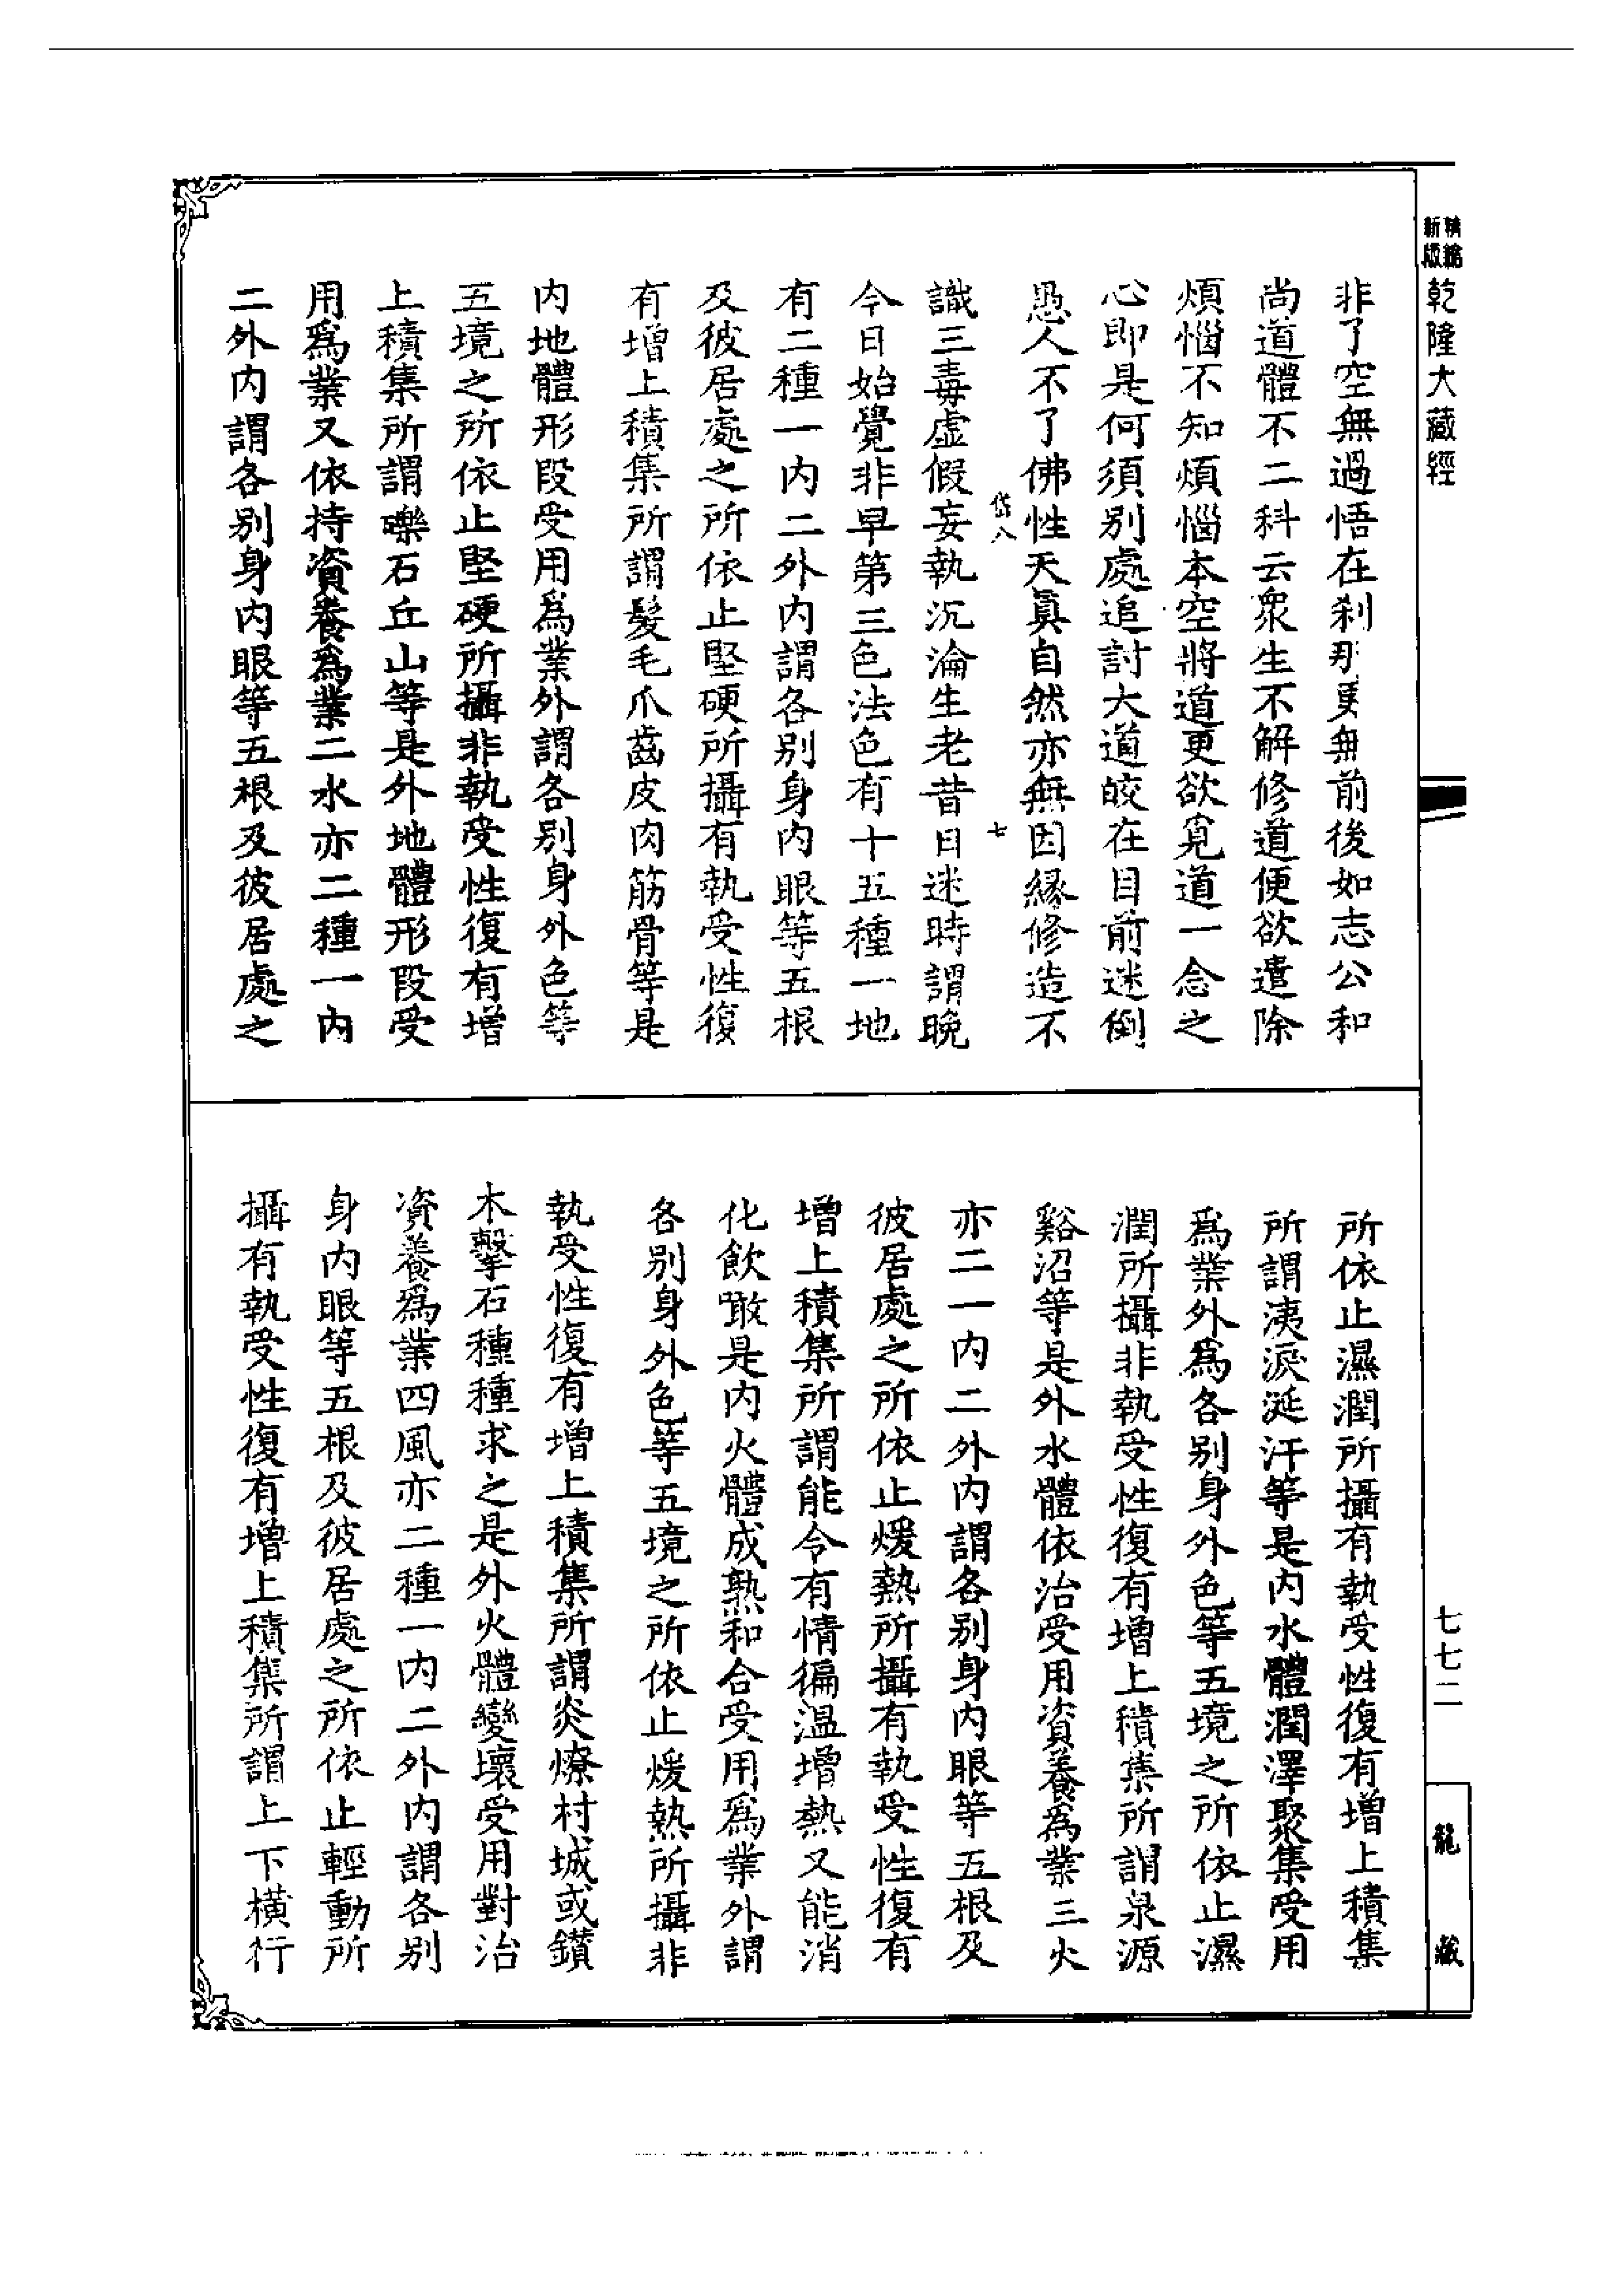 精編
新版
乾隆大藏經
非了空無過悟在刹那更無前後如志公和
尚道體不二科云衆生不解修道便欲遣除
煩惱不知煩惱本空將道更欲覓道一念之
心即是何須別處追討大道皎在目前迷倒
愚人不了佛性天眞自然亦無因緣修造不
七
識三毒虛假妄執沉淪生老昔日迷時謂晚
今日始覺非早第三色法色有十五種一地
有二種一内二外内謂各別身内眼等五根
及彼居處之所依止堅硬所攝有執受性復
有增上積集所謂髮毛爪齒皮肉筋骨等是
内地體形段受用爲業外謂各別身外色等
五境之所依止堅硬所攝非執受性復有增
上積集所謂礫石丘山等是外地體形段受
用爲業又依持資養爲業二水亦二種一内
二外内謂各別身内眼等五根及彼居處之
所依止濕潤所攝有執受性復有增上積集
所謂洟淚涎汗等是内水體潤澤聚集受用
爲業外爲各別身外色等五境之所依止濕
潤所攝非執受性復有增上積集所謂泉源
谿沼等是外水體依治受用資養爲業三火
亦二一内二外内謂各別身内眼等五根及
彼居處之所依止煖熱所攝有執受性復有
增上積集所謂能令有情徧温增熱又能消
化飲噉是内火體成熟和合受用爲業外謂
各別身外色等五境之所依止煖熱所攝非
執受性復有增上積集所謂炎燎村城或鑚
木擊石種種求之是外火體變壞受用對治
資養爲業四風亦二種一内二外内謂各別
身内眼等五根及彼居處之所依止輕動所
攝有執受性復有增上積集所謂上下横行
七七二
龍藏